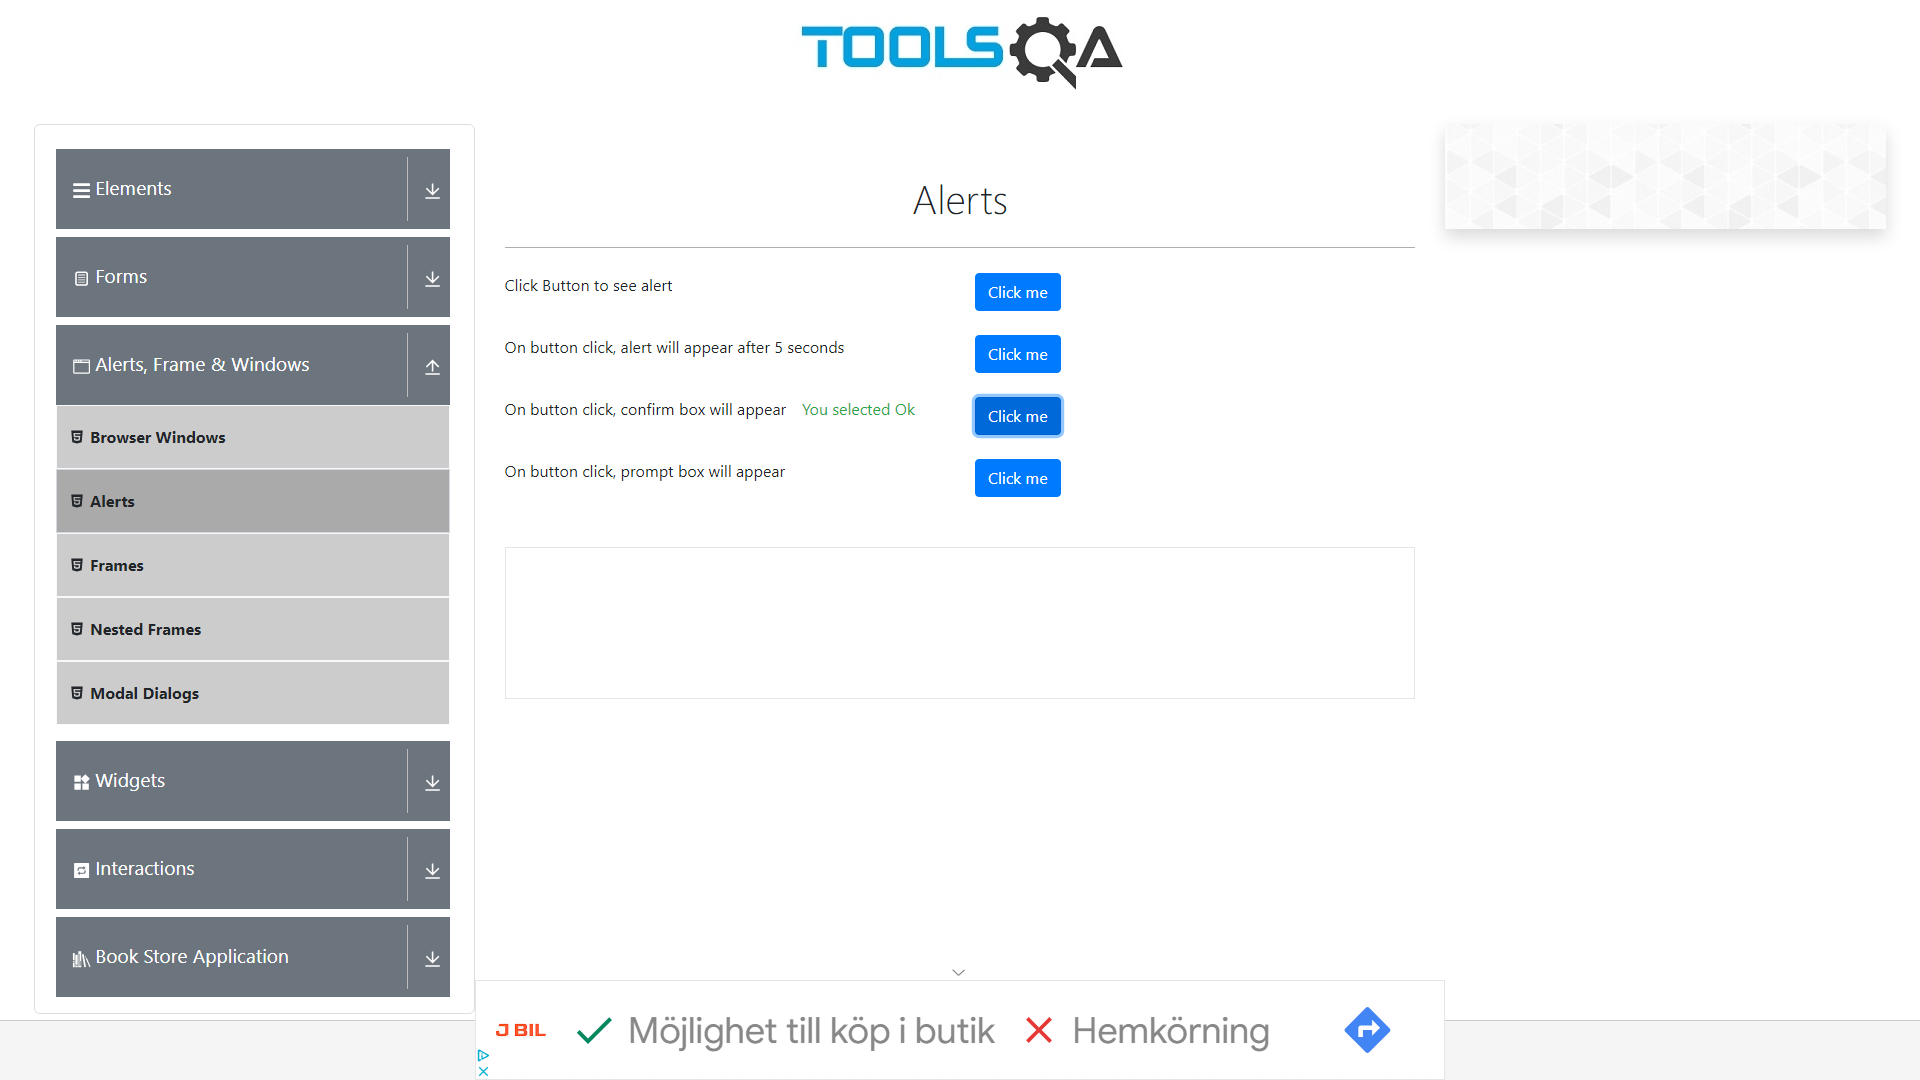 TOOLSQA
Elements
Forms
Alerts, Frame & Windows
Browser Windows
Alerts
Frames
Nested Frames
Modal Dialogs
Widgets
Interactions
Book Store Application
Alerts
Click Button to see alert
Click me
On button click, alert will appear after 5 seconds
Click me
On button click, confirm box will appear You selected Ok
Click me
On button click, prompt box will appear
Click me
J BIL
Möjlighet till köp i butik
Hemkörning